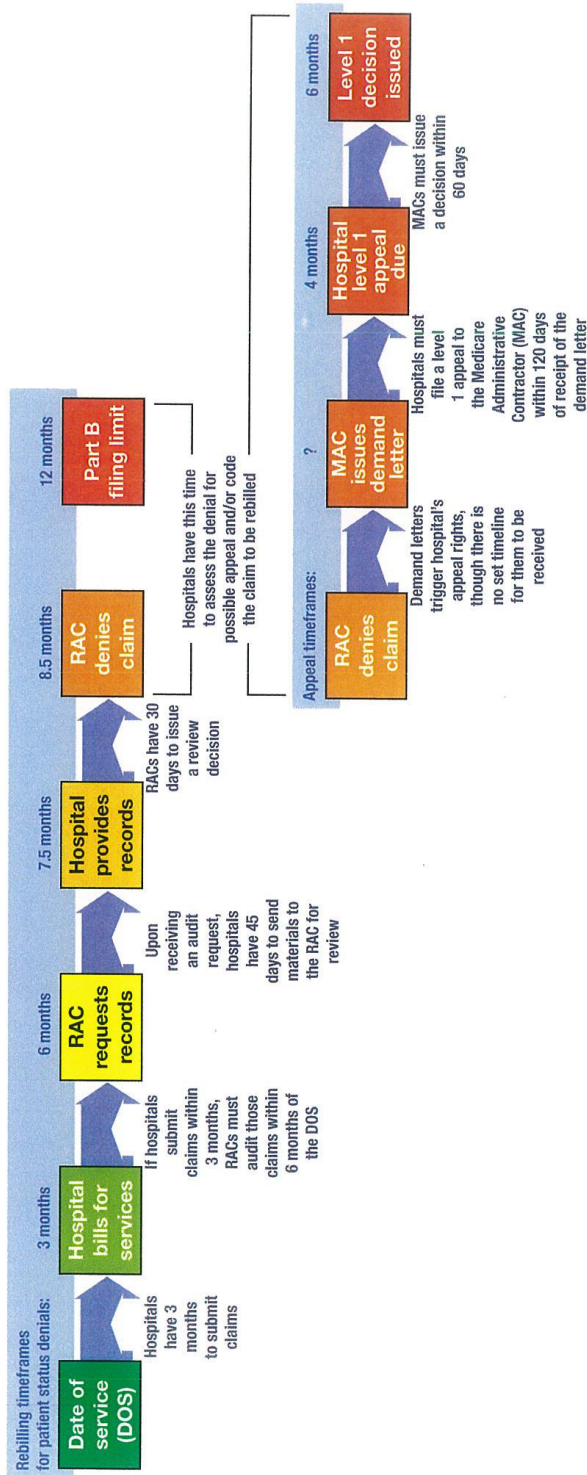 Rebilling timeframes
for patient status denials:
Date of
service
(DOS)
Hospitals
have 3
months
to submit
claims
3 months
Hospital
bills for
services
If hospitals
submit
claims within
3 months,
RACs must
audit those
claims within
6 months of
the DOS
6 months
RAC
requests
records
Upon
receiving
an audit
request,
hospitals
have 45
days to send
materials to
the RAC for
review
7.5 months
Hospital
provides
records
RACs have 30
days to issue
a review
decision
8.5 months
RAC
denies
claim
12 months
Part B
filing limit
Hospitals have this time
to assess the denial for
possible appeal and/or code
the claim to be rebilled
Appeal timeframes:
RAC
denies
claim
Demand letters
trigger hospital's
appeal rights,
though there is
no set timeline
for them to be
received
?
MAC
issues
demand
letter
Hospitals must
file a level
1 appeal to
the Medicare
Administrative
Contractor (MAC)
within 120 days
of receipt of the
demand letter
4 months
Hospital
level 1
appeal
due
MACs must issue
a decision within
60 days
6 months
Level 1
decision
issued